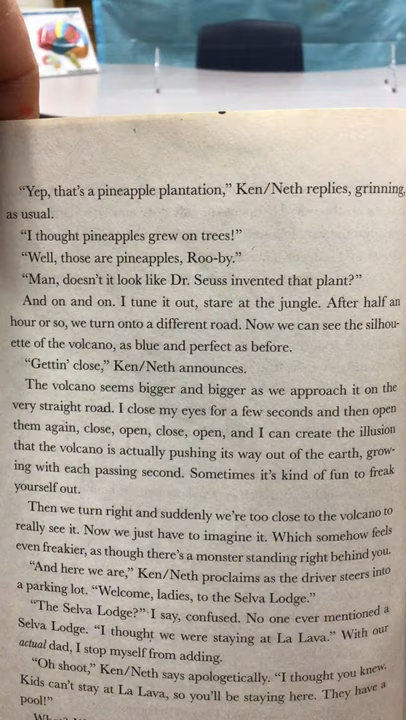 “Yep, that’s a pineapple plantation,” Ken/Neth replies, grinning,
as usual.
“I thought pineapples grew on trees!”
“Well, those are pineapples, Roo-by.”
“Man, doesn’t it look like Dr. Seuss invented that plant?”
And on and on. I tune it out, stare at the jungle. After half an
hour or so, we turn onto a different road. Now we can see the silhou-
ette of the volcano, as blue and perfect as before.
“Gettin’ close,” Ken/Neth announces.
The volcano seems bigger and bigger as we approach it on the
very straight road. I close my eyes for a few seconds and then open
them again, close, open, close, open, and I can create the illusion
that the volcano is actually pushing its way out of the earth, grow-
ing with each passing second. Sometimes it’s kind of fun to freak
yourself out.
Then we turn right and suddenly we’re too close to the volcano to
really see it. Now we just have to imagine it. Which somehow feels
even freakier, as though there’s a monster standing right behind you.
“And here we are,” Ken/Neth proclaims as the driver steers into
a parking lot. “Welcome, ladies, to the Selva Lodge.”
“The Selva Lodge?” I say, confused. No one ever mentioned a
Selva Lodge. “I thought we were staying at La Lava.” With our
actual dad, I stop myself from adding.
“Oh shoot,” Ken/Neth says apologetically. “I thought you knew.
Kids can’t stay at La Lava, so you’ll be staying here. They have a
pool!”